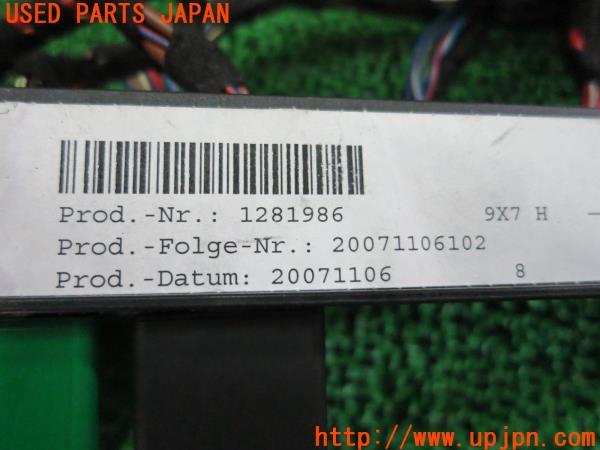 USED PARTS JAPAN
Prod.-Nr.: 1281986 9X7 H
Prod.-Folge-Nr.: 20071106102
Prod.-Datum: 20071106 8
http://www.upjpn.com